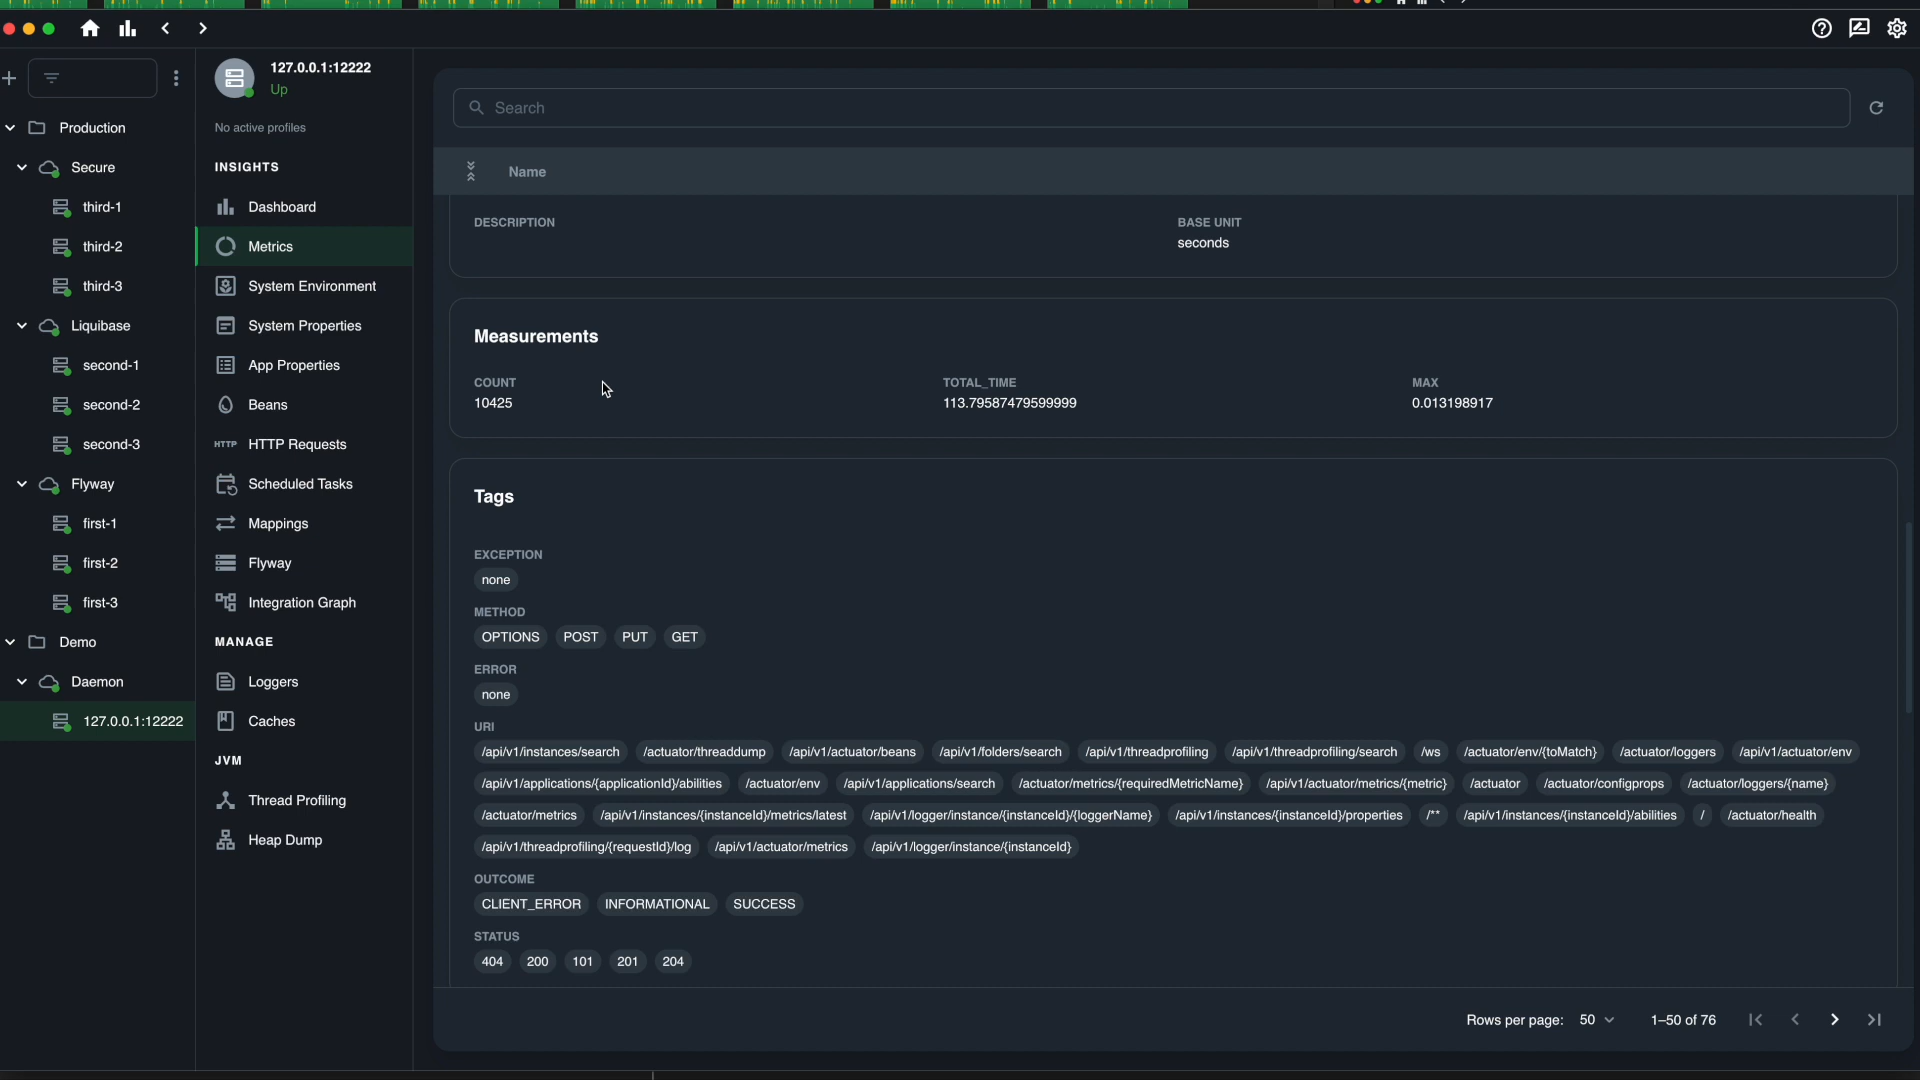 127.0.0.1:12222
Up
No active profiles
Production
Secure
third-1
third-2
third-3
Liquibase
second-1
second-2
second-3
Flyway
first-1
first-2
first-3
Demo
Daemon
127.0.0.1:12222
INSIGHTS
Dashboard
Metrics
System Environment
System Properties
App Properties
Beans
HTTP HTTP Requests
Scheduled Tasks
Mappings
Flyway
Integration Graph
MANAGE
Loggers
Caches
JVM
Thread Profiling
Heap Dump
Search
Name
DESCRIPTION BASE UNIT
seconds
Measurements
COUNT TOTAL_TIME MAX
10425 113.79587479599999 0.013198917
Tags
EXCEPTION
none
METHOD
OPTIONS POST PUT GET
ERROR
none
URI
/api/v1/instances/search /actuator/threaddump /api/v1/actuator/beans /api/v1/folders/search /api/v1/threadprofiling /api/v1/threadprofiling/search /ws /actuator/env/{toMatch} /actuator/loggers /api/v1/actuator/env
/api/v1/applications/{applicationId}/abilities /actuator/env /api/v1/applications/search /actuator/metrics/{requiredMetricName} /api/v1/actuator/metrics/{metric} /actuator /actuator/configprops /actuator/loggers/{name}
/actuator/metrics /api/v1/instances/{instanceId}/metrics/latest /api/v1/logger/instance/{instanceId}/{loggerName} /api/v1/instances/{instanceId}/properties /** /api/v1/instances/{instanceId}/abilities / /actuator/health
/api/v1/threadprofiling/{requestId}/log /api/v1/actuator/metrics /api/v1/logger/instance/{instanceId}
OUTCOME
CLIENT_ERROR INFORMATIONAL SUCCESS
STATUS
404 200 101 201 204
Rows per page: 50 1–50 of 76